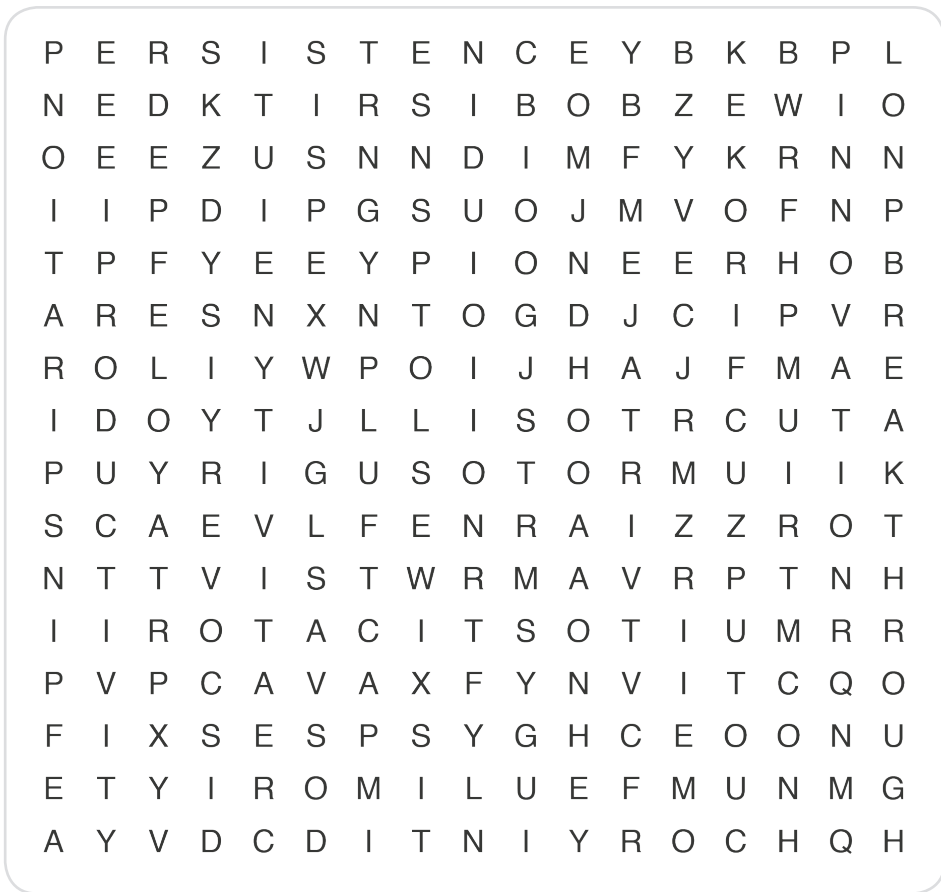 P E R S I S T E N C E Y B K B P L
N E D K T I R S I B O B Z E W I O
O E E Z U S N N D I M F Y K R N N
I I P D I P G S U O J M V O F N P
T P F Y E E Y P I O N E E R H O B
A R E S N X N T O G D J C I P V R
R O L I Y W P O I J H A J F M A E
I D O Y T J L L I S O T R C U T A
P U Y R I G U S O T O R M U I I K
S C A E V L F E N R A I Z Z R O T
N T T V I S T W R M A V R P T N H
I I R O T A C I T S O T I U M R R
P V P C A V A X F Y N V I T C Q O
F I X S E S P S Y G H C E O O N U
E T Y I R O M I L U E F M U N M G
A Y V D C D I T N I Y R O C H Q H